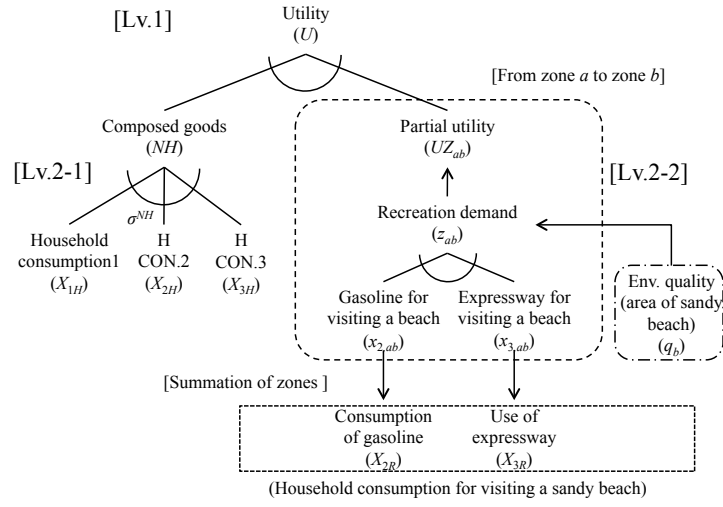 [Lv.1]
Utility
(U)
[From zone a to zone b]
Composed goods
(NH)
Partial utility
(UZab)
[Lv.2-1]
[Lv.2-2]
σNH
Recreation demand
(zab)
Household
consumption1
(X1H)
H
CON.2
(X2H)
H
CON.3
(X3H)
Env. quality
(area of sandy
beach)
(qb)
Gasoline for
visiting a beach
(x2,ab)
Expressway for
visiting a beach
(x3,ab)
[Summation of zones ]
Consumption
of gasoline
(X2R)
Use of
expressway
(X3R)
(Household consumption for visiting a sandy beach)